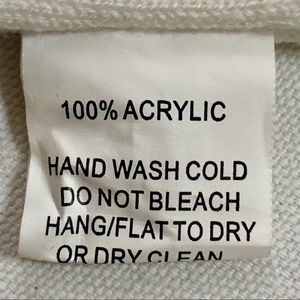 100% ACRYLIC
HAND WASH COLD
DO NOT BLEACH
HANG/FLAT TO DRY
OR DRY CLEAN